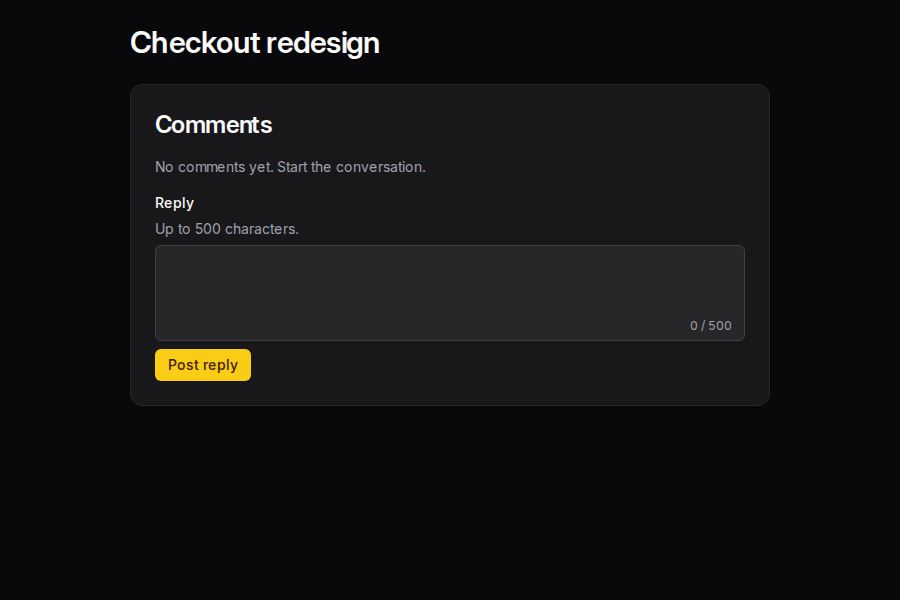 Checkout redesign
Comments
No comments yet. Start the conversation.
Reply
Up to 500 characters.
0 / 500
Post reply